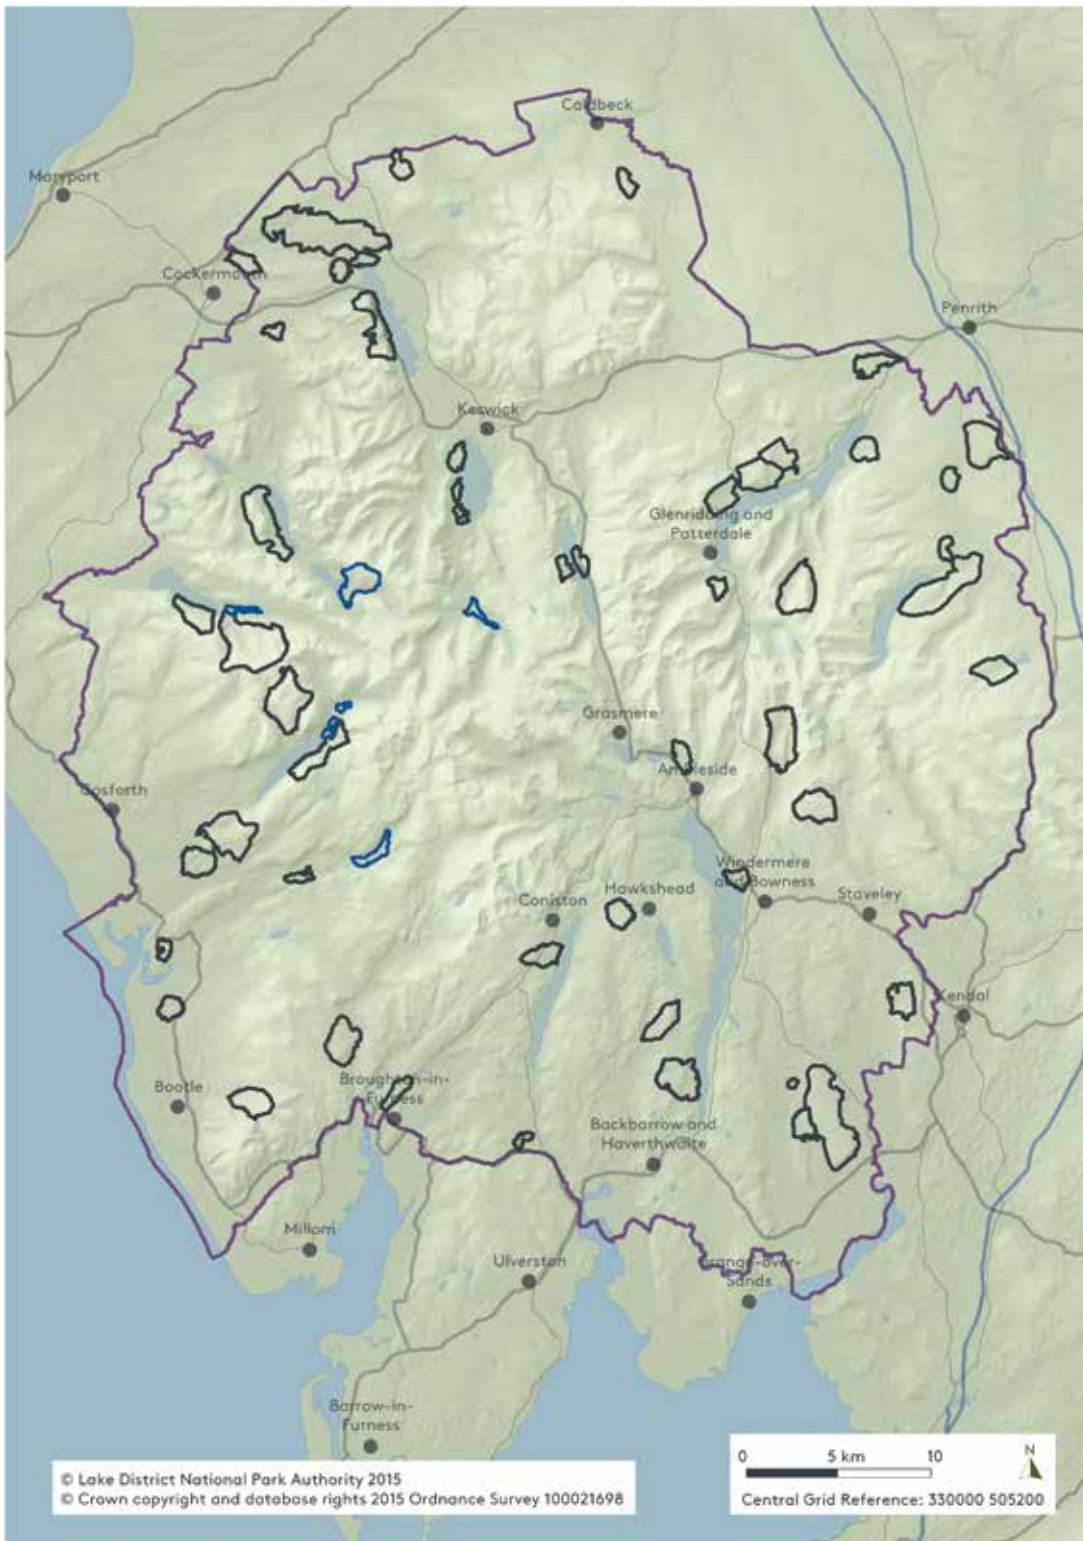 Caldbeck
Maryport
Cockermouth
Penrith
Keswick
Glenridding and
Patterdale
Grasmere
Ambleside
Gosforth
Windermere
and Bowness
Hawkshead
Staveley
Coniston
Kendal
Broughton-in-
Furness
Bootle
Backbarrow and
Haverthwaite
Millom
Ulverston
Grange-over-
Sands
Barrow-in-
Furness
0 5 km 10
N
Central Grid Reference: 330000 505200
© Lake District National Park Authority 2015
© Crown copyright and database rights 2015 Ordnance Survey 100021698